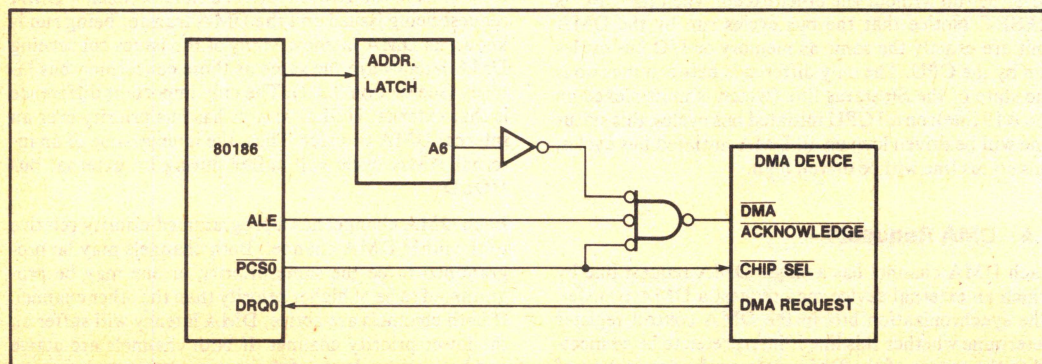 80186
ADDR.
LATCH
A6
ALE
PCS0
DRQ0
DMA DEVICE
DMA
ACKNOWLEDGE
CHIP SEL
DMA REQUEST